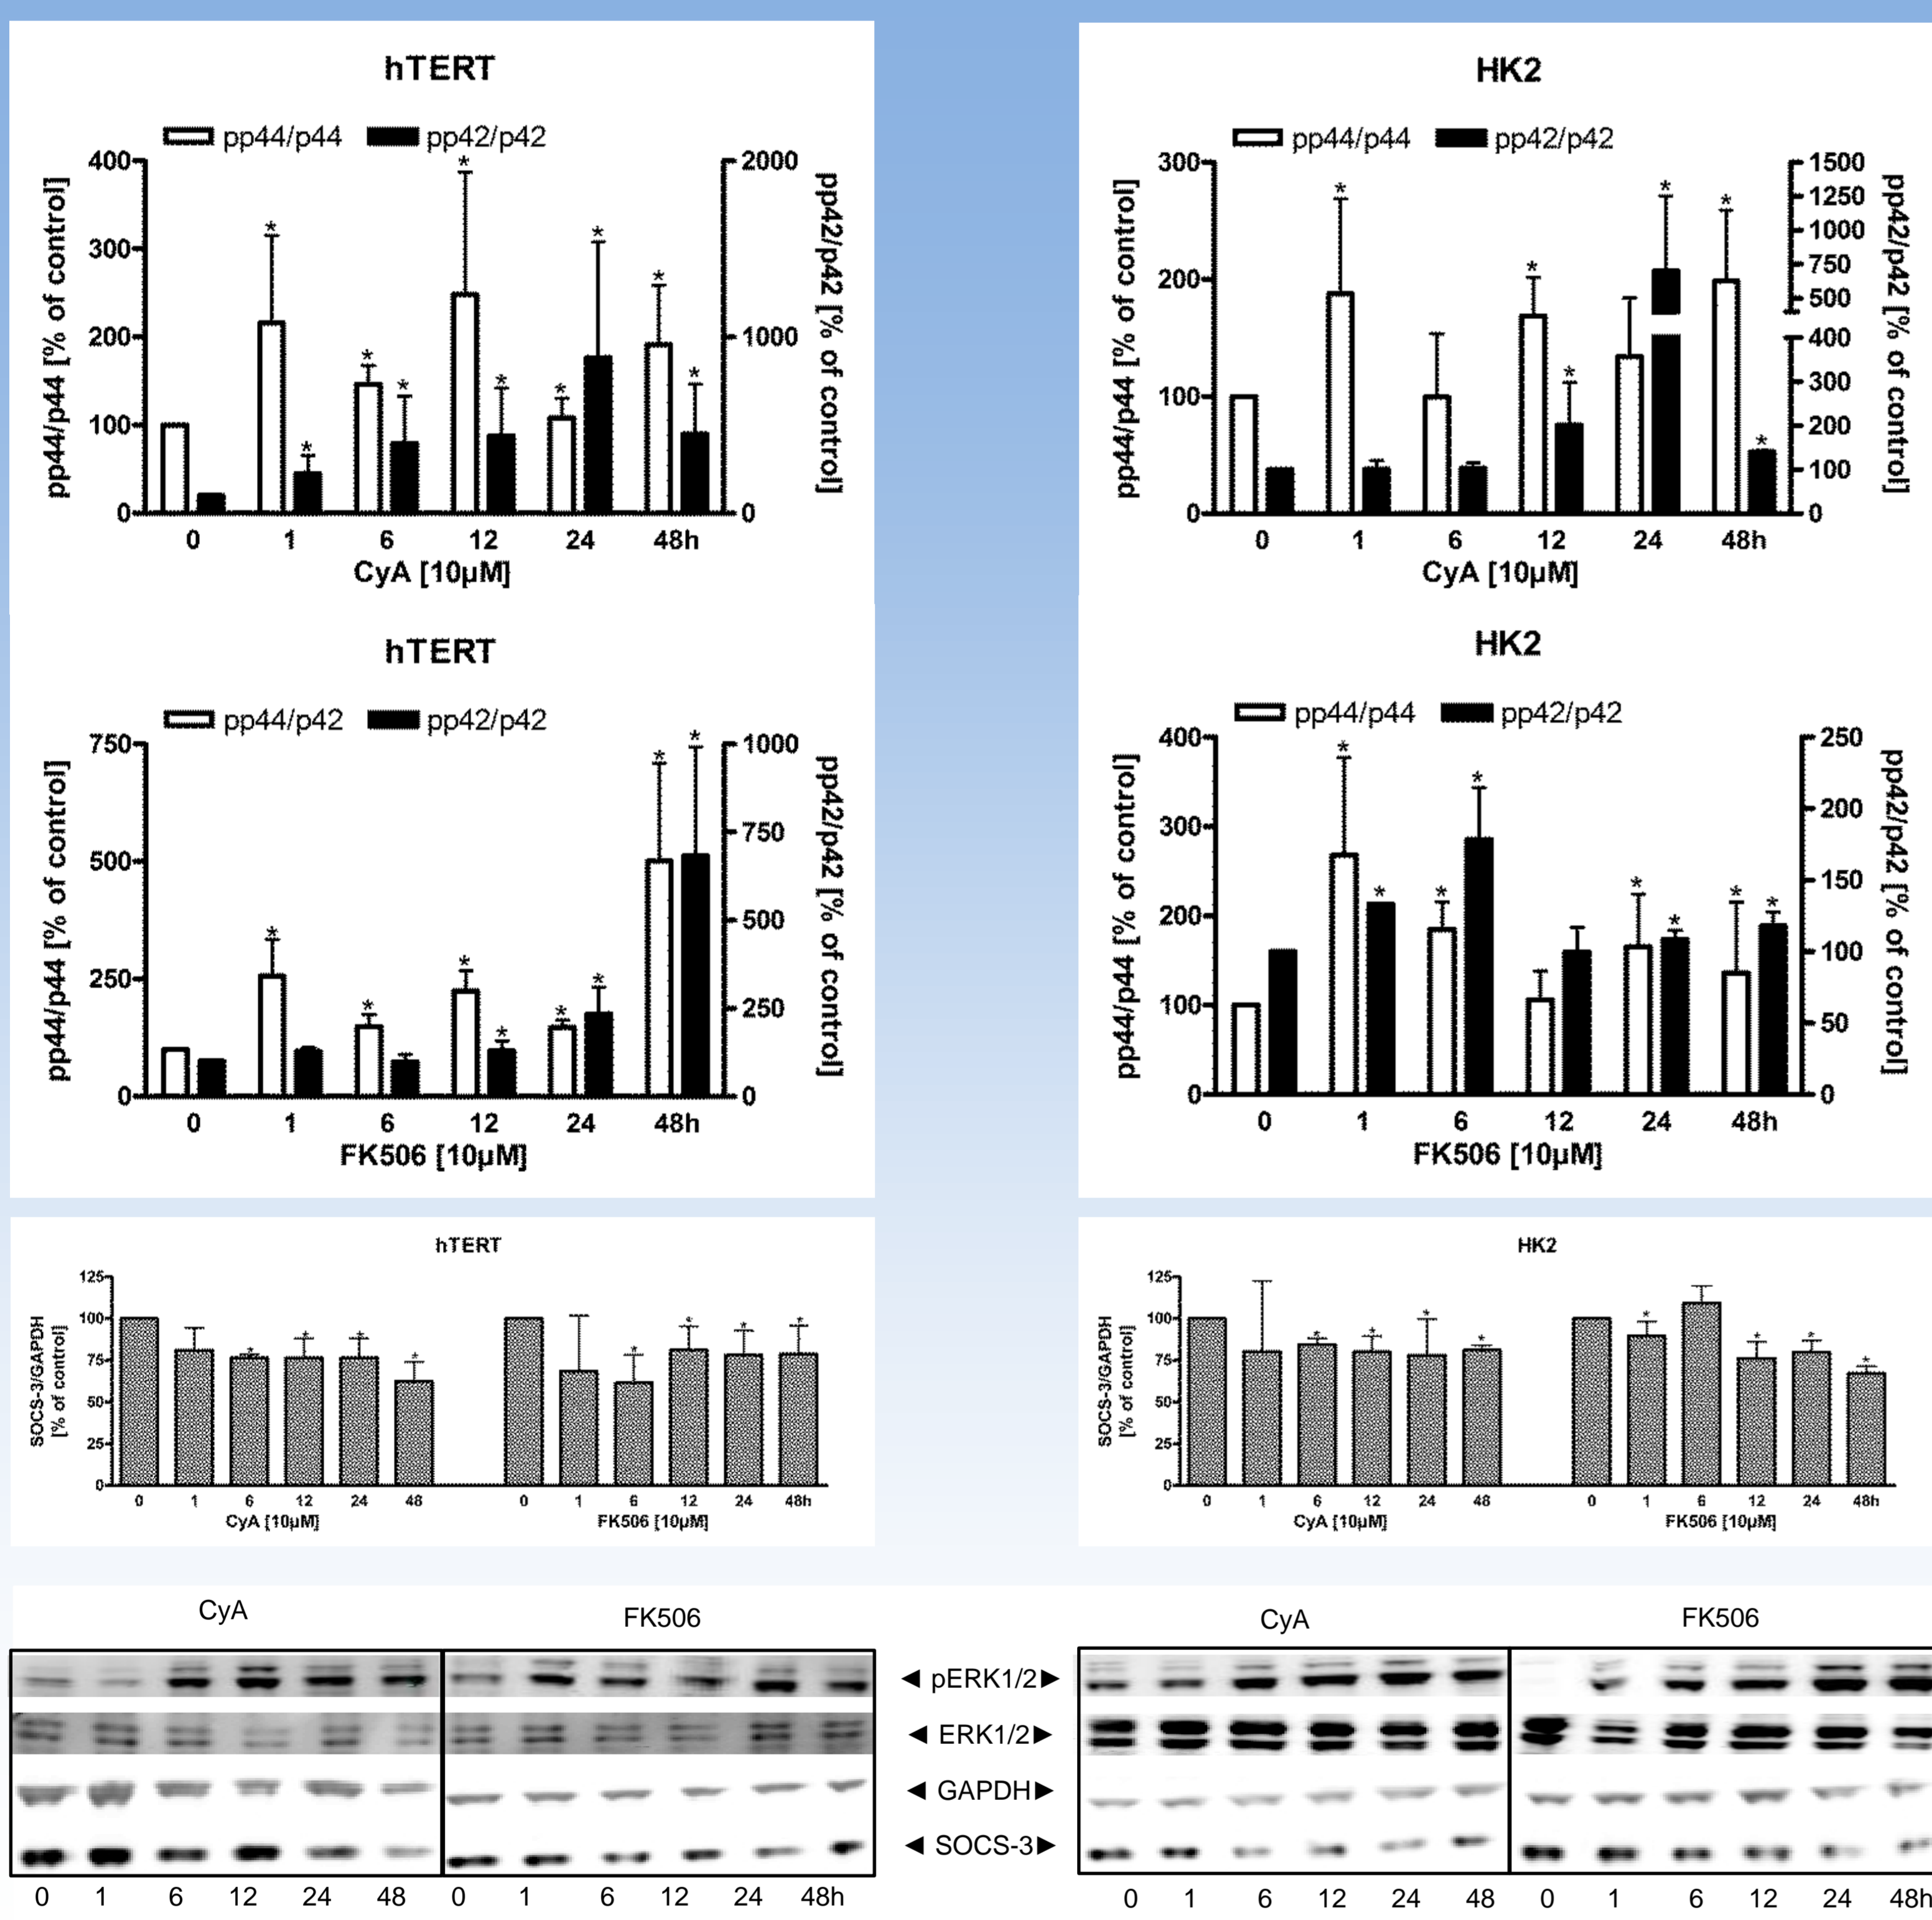 hTERT
pp44/p44 pp42/p42
pp44/p44 [% of control]
400
300
200
100
0
2000
1000
0
pp42/p42 [% of control]
* * * * * * * * * *
0 1 6 12 24 48h
CyA [10µM]
HK2
pp44/p44 pp42/p42
pp44/p44 [% of control]
300
200
100
0
1500
1250
1000
750
500
400
300
200
100
0
pp42/p42 [% of control]
* * * * * *
0 1 6 12 24 48h
CyA [10µM]
hTERT
pp44/p42 pp42/p42
pp44/p44 [% of control]
750
500
250
0
1000
750
500
250
0
pp42/p42 [% of control]
* * * * * * * *
0 1 6 12 24 48h
FK506 [10µM]
HK2
pp44/p44 pp42/p42
pp44/p44 [% of control]
400
300
200
100
0
250
200
150
100
50
0
pp42/p42 [% of control]
* * * * * * * *
0 1 6 12 24 48h
FK506 [10µM]
hTERT
SOCS-3/GAPDH
[% of control]
125
100
75
50
25
0
* * * * * * * *
0 1 6 12 24 48 0 1 6 12 24 48h
CyA [10µM] FK506 [10µM]
HK2
SOCS-3/GAPDH
[% of control]
125
100
75
50
25
0
* * * * * * * *
0 1 6 12 24 48 0 1 6 12 24 48h
CyA [10µM] FK506 [10µM]
CyA FK506 CyA FK506
◄ pERK1/2►
◄ ERK1/2►
◄ GAPDH►
◄ SOCS-3►
0 1 6 12 24 48 0 1 6 12 24 48h 0 1 6 12 24 48 0 1 6 12 24 48h